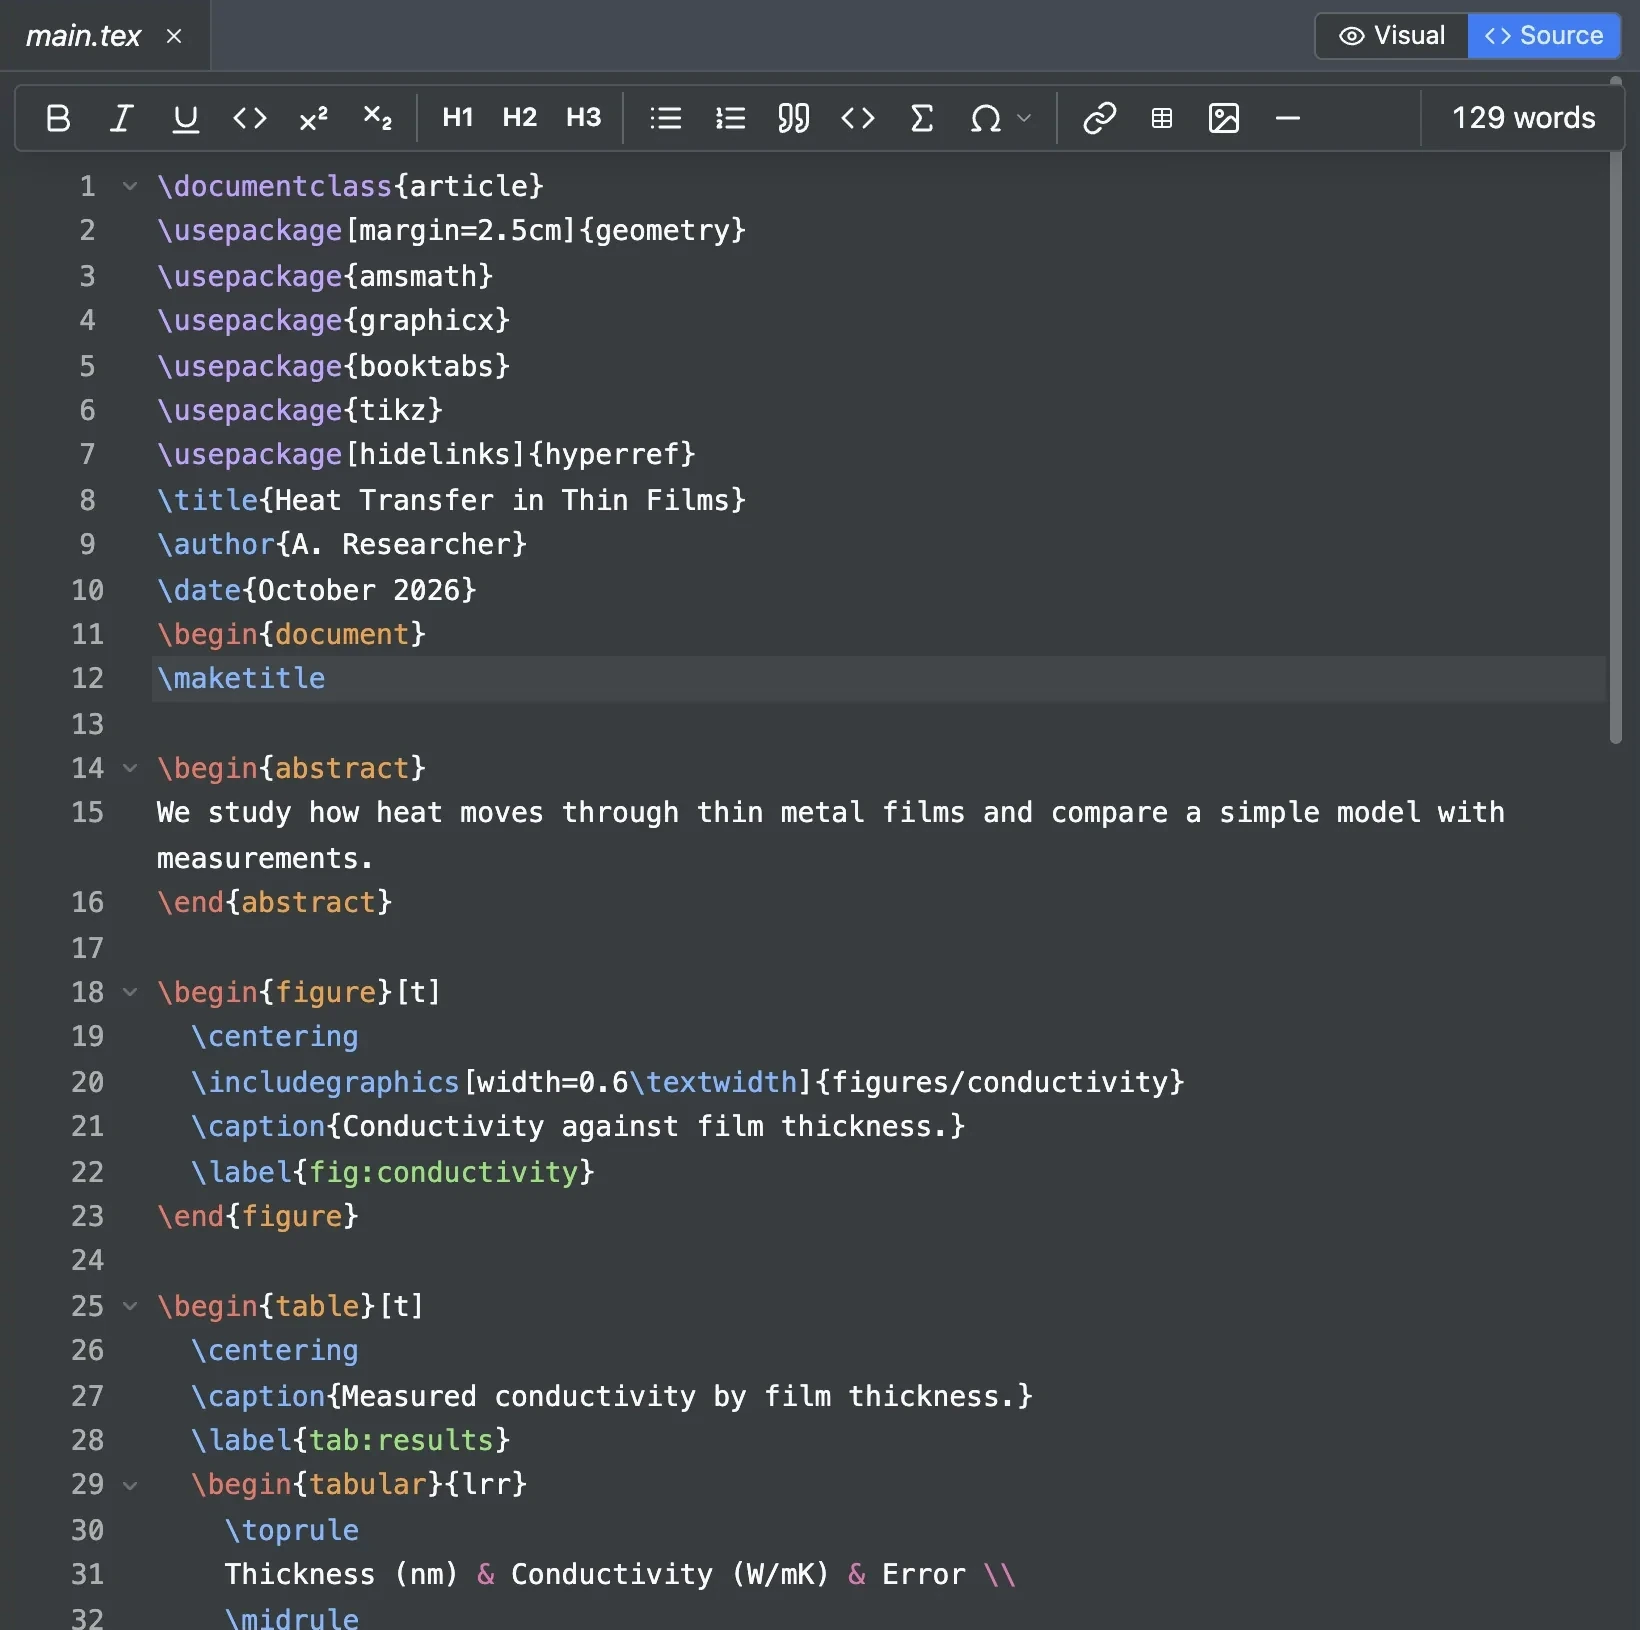 main.tex ×
Visual
Source
B I U x² x₂ H1 H2 H3 Σ Ω 129 words
1 \documentclass{article}
2 \usepackage[margin=2.5cm]{geometry}
3 \usepackage{amsmath}
4 \usepackage{graphicx}
5 \usepackage{booktabs}
6 \usepackage{tikz}
7 \usepackage[hidelinks]{hyperref}
8 \title{Heat Transfer in Thin Films}
9 \author{A. Researcher}
10 \date{October 2026}
11 \begin{document}
12 \maketitle
13
14 \begin{abstract}
15 We study how heat moves through thin metal films and compare a simple model with
measurements.
16 \end{abstract}
17
18 \begin{figure}[t]
19   \centering
20   \includegraphics[width=0.6\textwidth]{figures/conductivity}
21   \caption{Conductivity against film thickness.}
22   \label{fig:conductivity}
23 \end{figure}
24
25 \begin{table}[t]
26   \centering
27   \caption{Measured conductivity by film thickness.}
28   \label{tab:results}
29   \begin{tabular}{lrr}
30     \toprule
31     Thickness (nm) & Conductivity (W/mK) & Error \\
32     \midrule